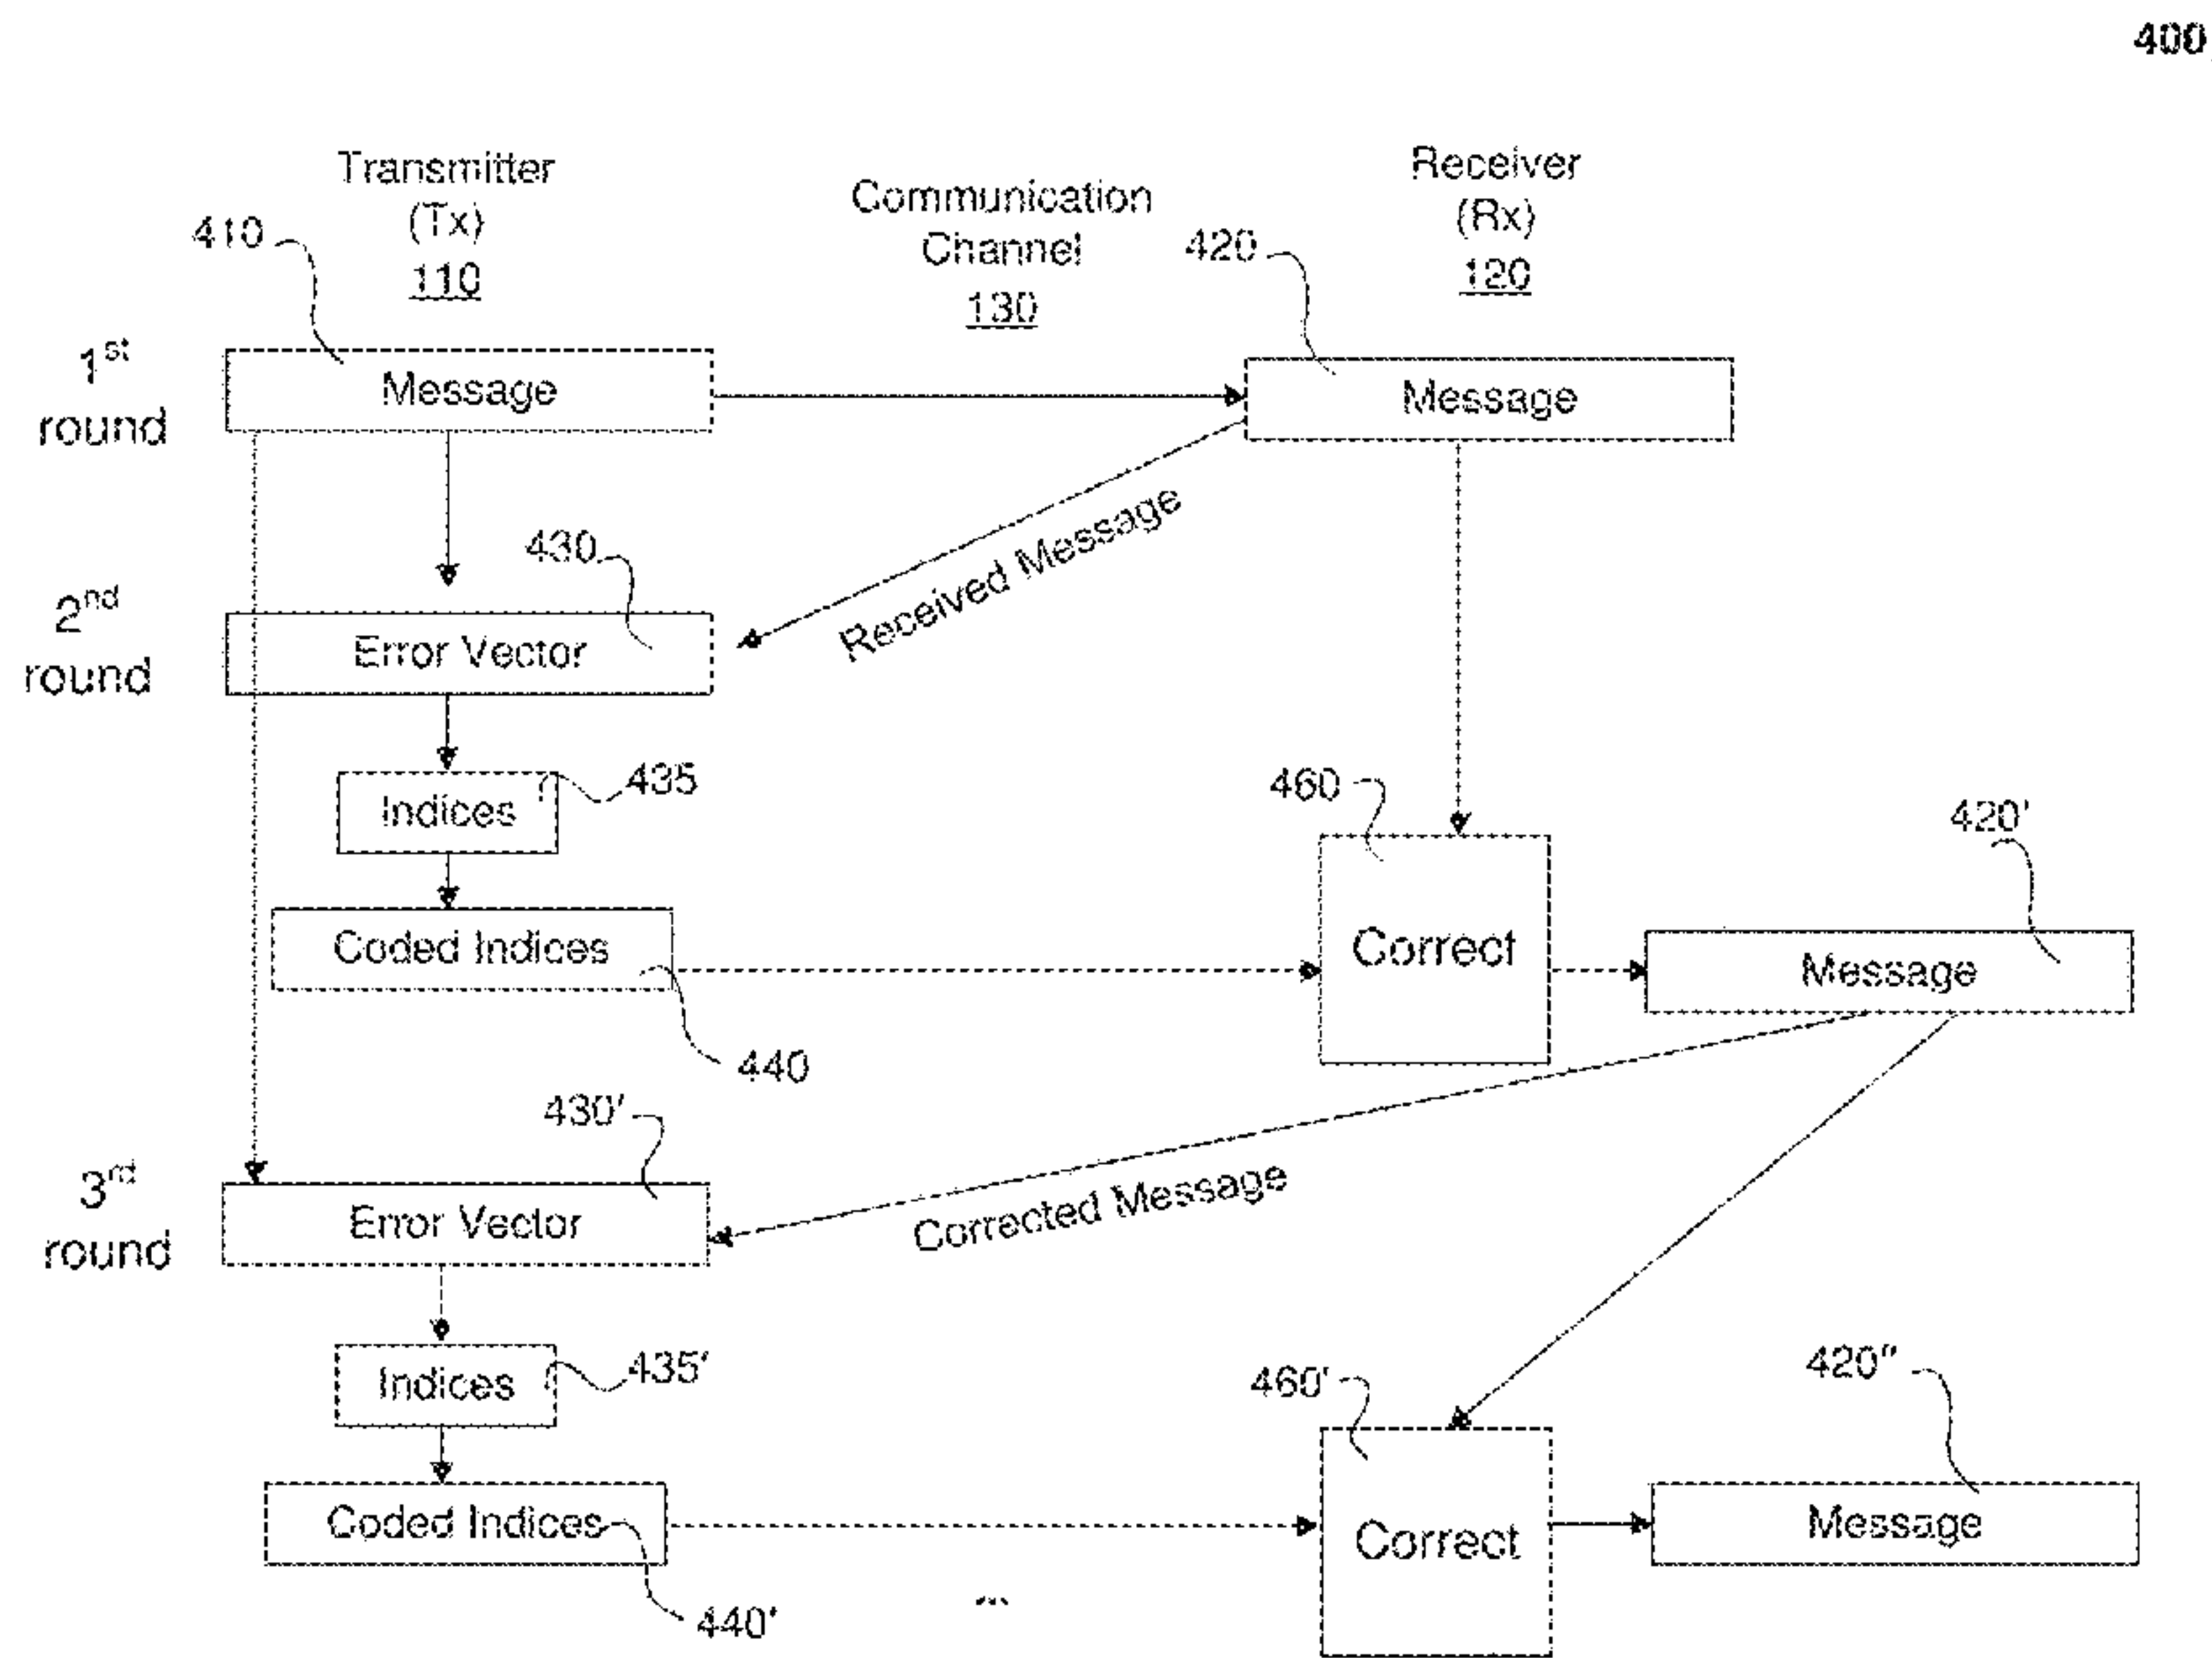 400
Transmitter
(Tx)
110
Communication
Channel
130
Receiver
(Rx)
120
410
420
1st
round
Message
Message
Received Message
430
2nd
round
Error Vector
435
Indices
460
420'
Coded Indices
Correct
Message
440
430'
3rd
round
Error Vector
Corrected Message
435'
Indices
460'
420"
Coded Indices
Correct
Message
440'
...